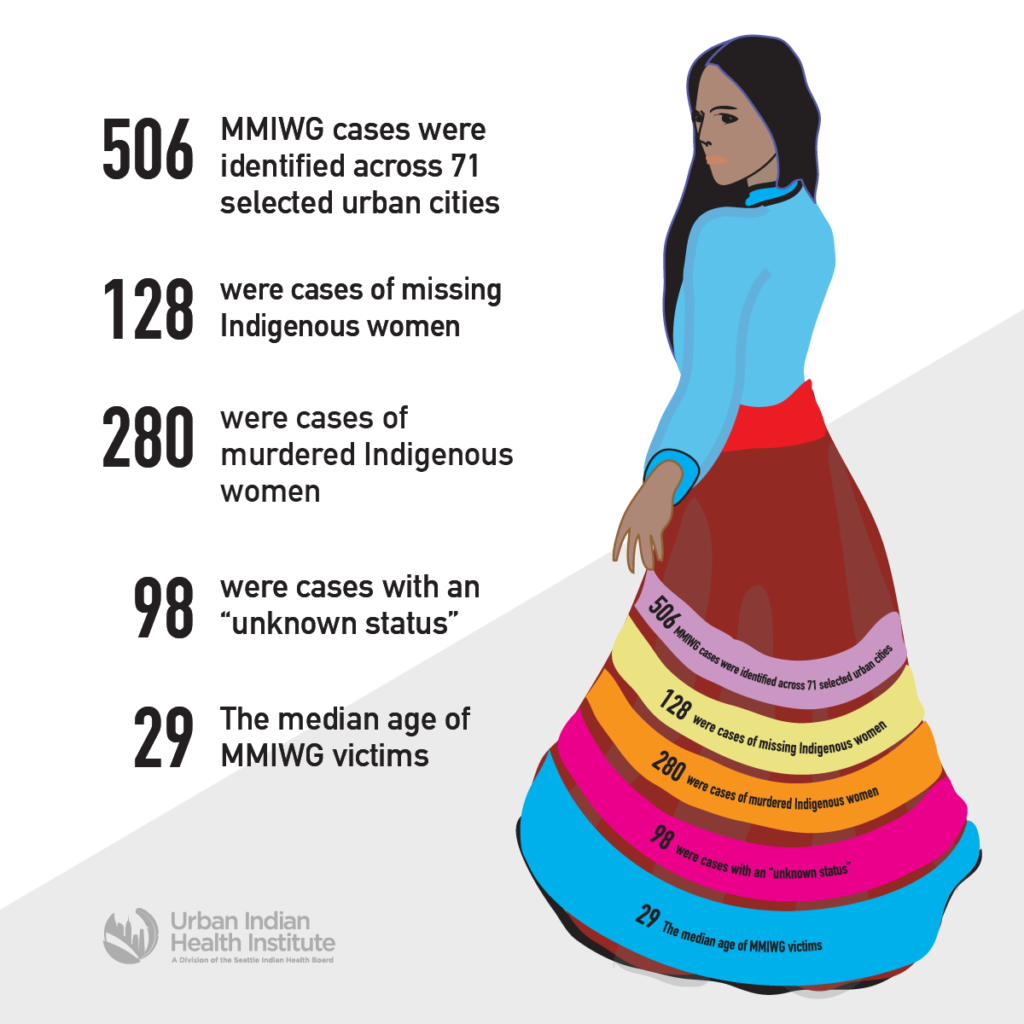 506
MMIWG cases were
identified across 71
selected urban cities
128
were cases of missing
Indigenous women
280
were cases of
murdered Indigenous
women
98
were cases with an
“unknown status”
29
The median age of
MMIWG victims
506 MMIWG cases were identified across 71 selected urban cities
128 were cases of missing Indigenous women
280 were cases of murdered Indigenous women
98 were cases with an “unknown status”
29 The median age of MMIWG victims
Urban Indian
Health Institute
A Division of the Seattle Indian Health Board